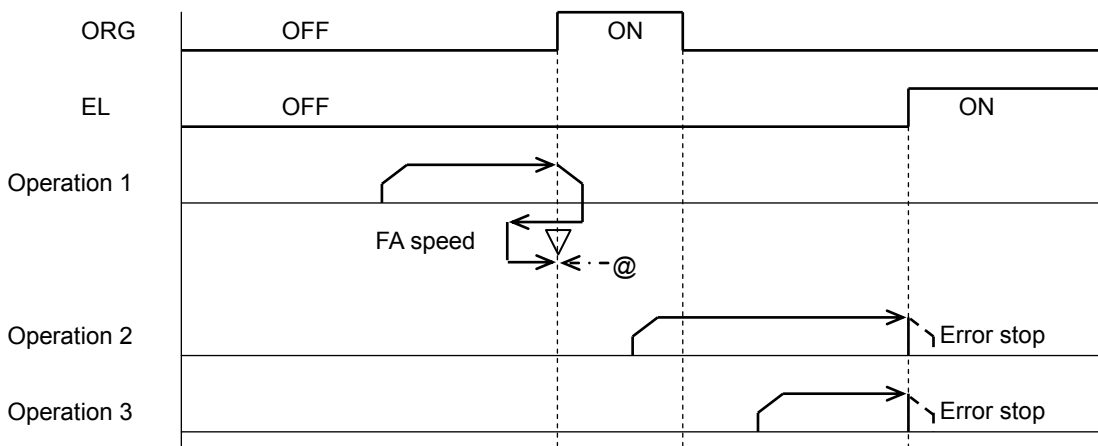 ORG OFF ON
EL OFF ON
Operation 1
FA speed
@
Operation 2 Error stop
Operation 3 Error stop